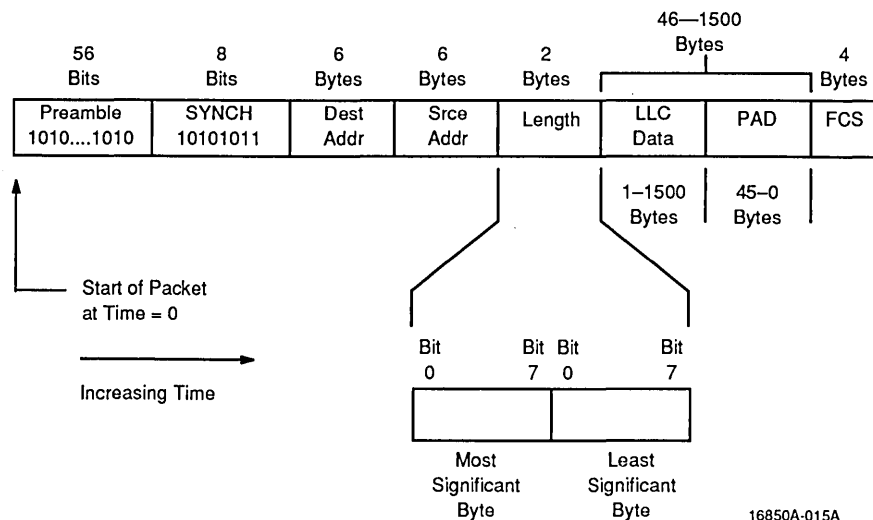 46—1500
Bytes
56
Bits
8
Bits
6
Bytes
6
Bytes
2
Bytes
4
Bytes
Preamble
1010....1010
SYNCH
10101011
Dest
Addr
Srce
Addr
Length
LLC
Data
PAD
FCS
1–1500
Bytes
45–0
Bytes
Start of Packet
at Time = 0
Increasing Time
Bit
0
Bit
7
Bit
0
Bit
7
Most
Significant
Byte
Least
Significant
Byte
16850A-015A